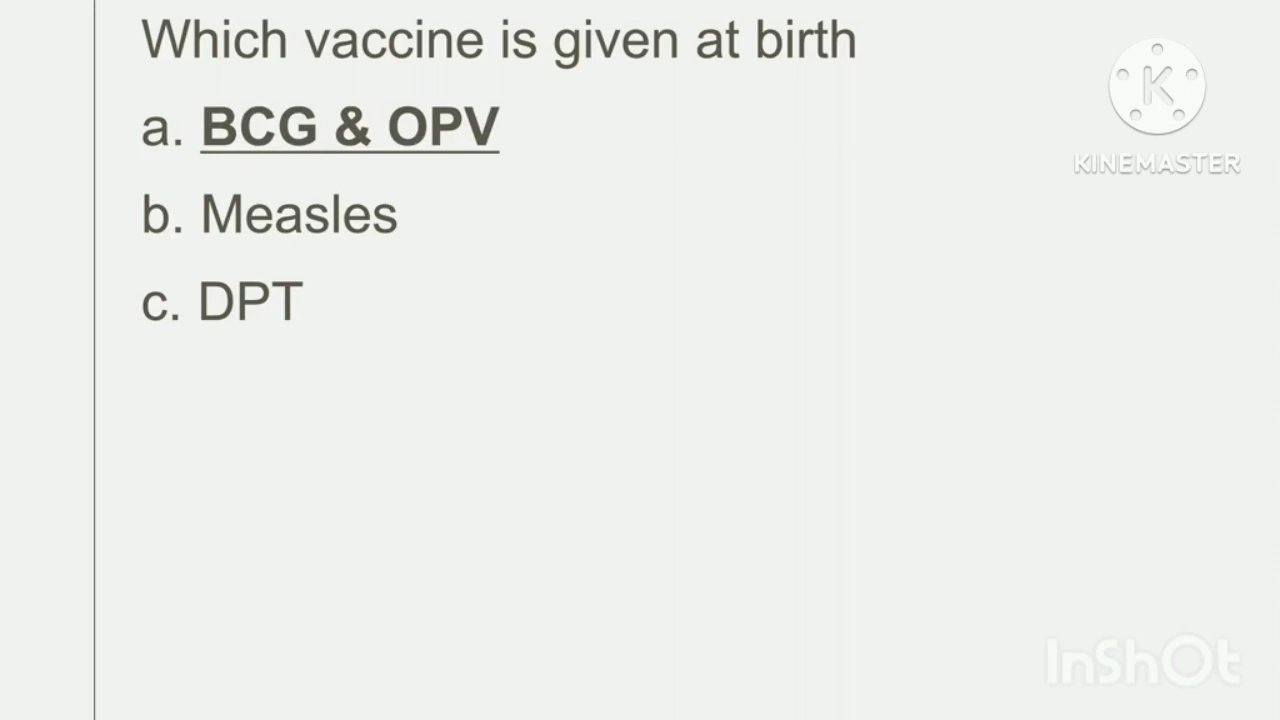 Which vaccine is given at birth
a. BCG & OPV
b. Measles
c. DPT
K
KINEMASTER
InShOt